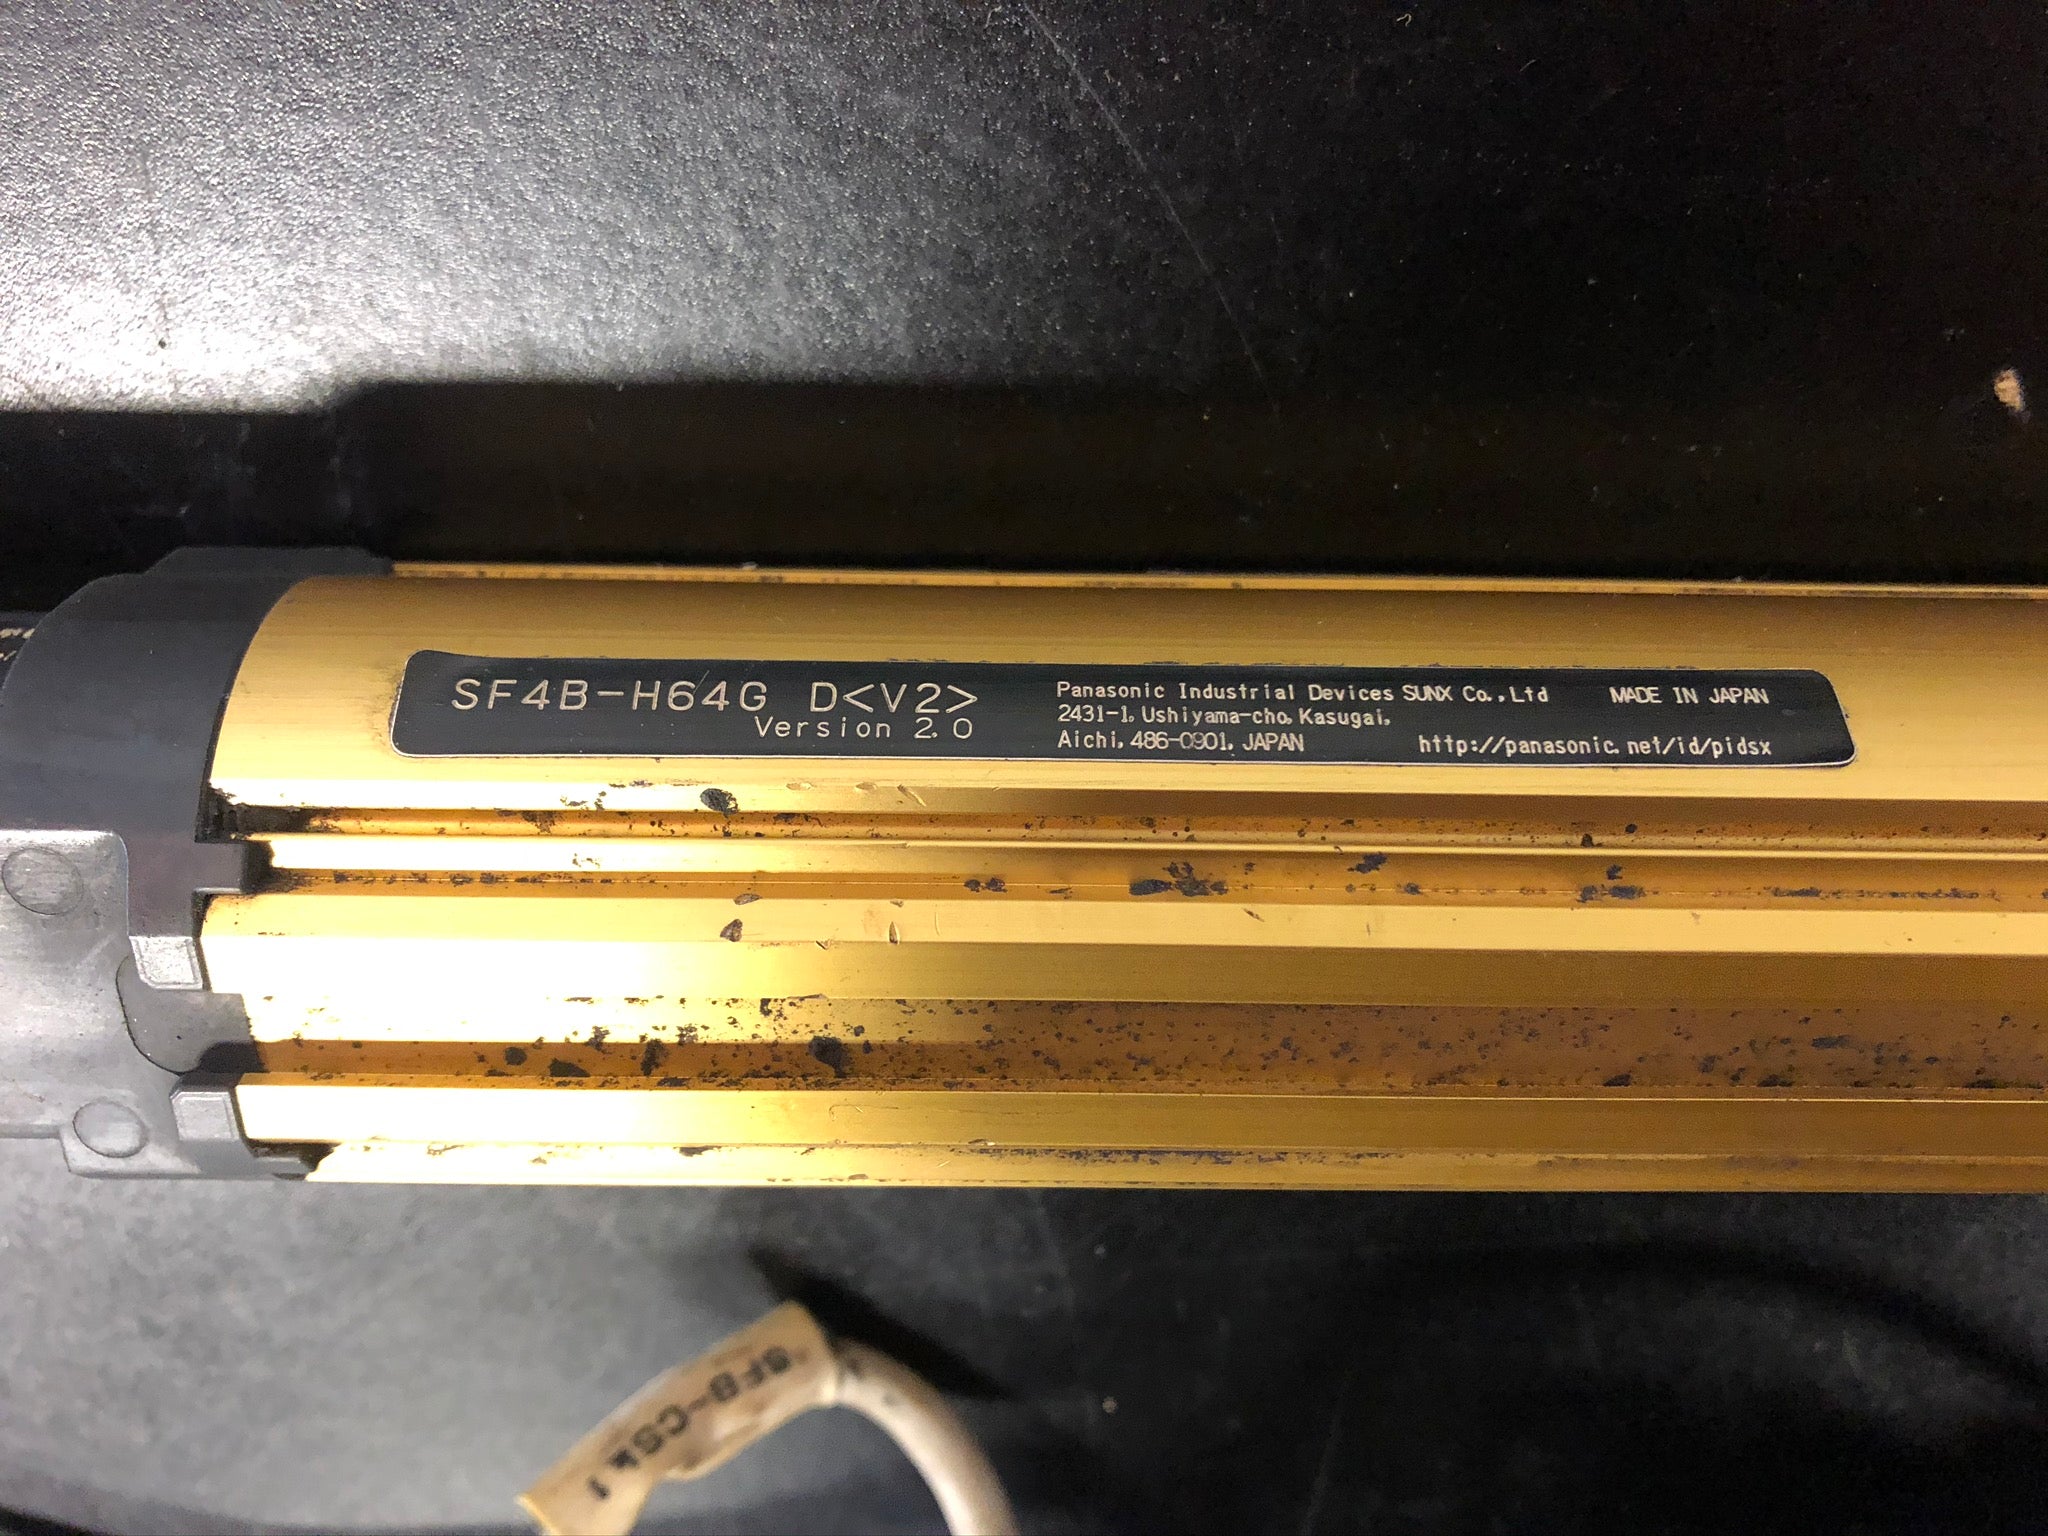 SF4B-H64G D<V2>
Version 2.0
Panasonic Industrial Devices SUNX Co.,Ltd MADE IN JAPAN
2431-1, Ushiyama-cho, Kasugai,
Aichi, 486-0901, JAPAN http://panasonic.net/id/pidsx